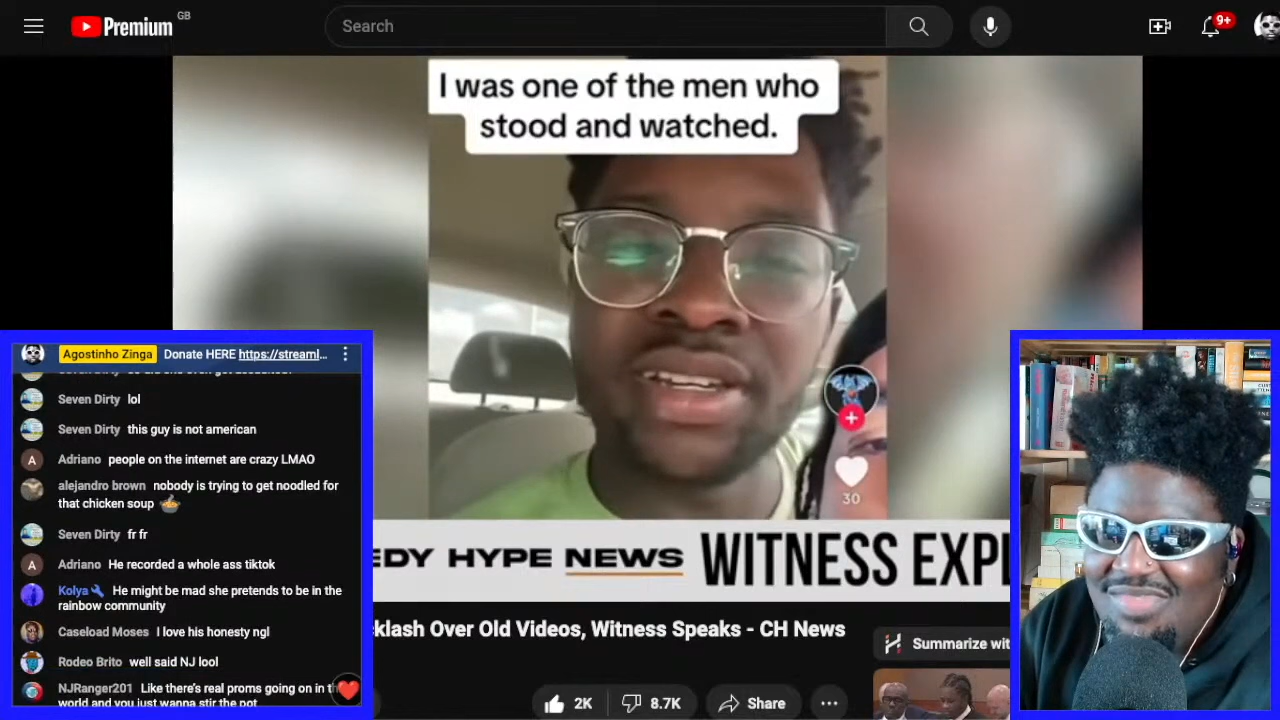 GB
Premium
Search
9+
I was one of the men who
stood and watched.
30
Agostinho Zinga Donate HERE https://streaml...
Seven Dirty lol
Seven Dirty this guy is not american
Adriano people on the internet are crazy LMAO
alejandro brown nobody is trying to get noodled for
that chicken soup
Seven Dirty fr fr
A Adriano He recorded a whole ass tiktok
Kolya He might be mad she pretends to be in the
rainbow community
Caseload Moses I love his honesty ngl
Rodeo Brito well said NJ lool
NJRanger201 Like there's real proms going on in th
world and you just wanna stir the pot
EDY HYPE NEWS WITNESS EXP
cklash Over Old Videos, Witness Speaks - CH News
Summarize wit
2K
8.7K
Share